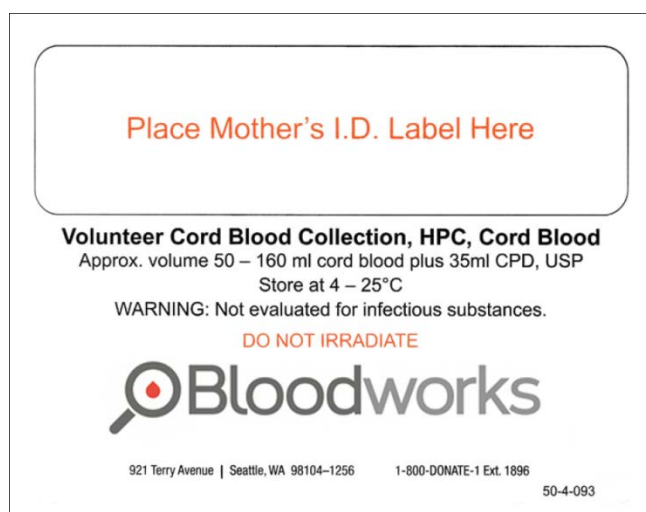 Place Mother's I.D. Label Here
Volunteer Cord Blood Collection, HPC, Cord Blood
Approx. volume 50 – 160 ml cord blood plus 35ml CPD, USP
Store at 4 – 25°C
WARNING: Not evaluated for infectious substances.
DO NOT IRRADIATE
Bloodworks
921 Terry Avenue | Seattle, WA 98104–1256 1-800-DONATE-1 Ext. 1896
50-4-093